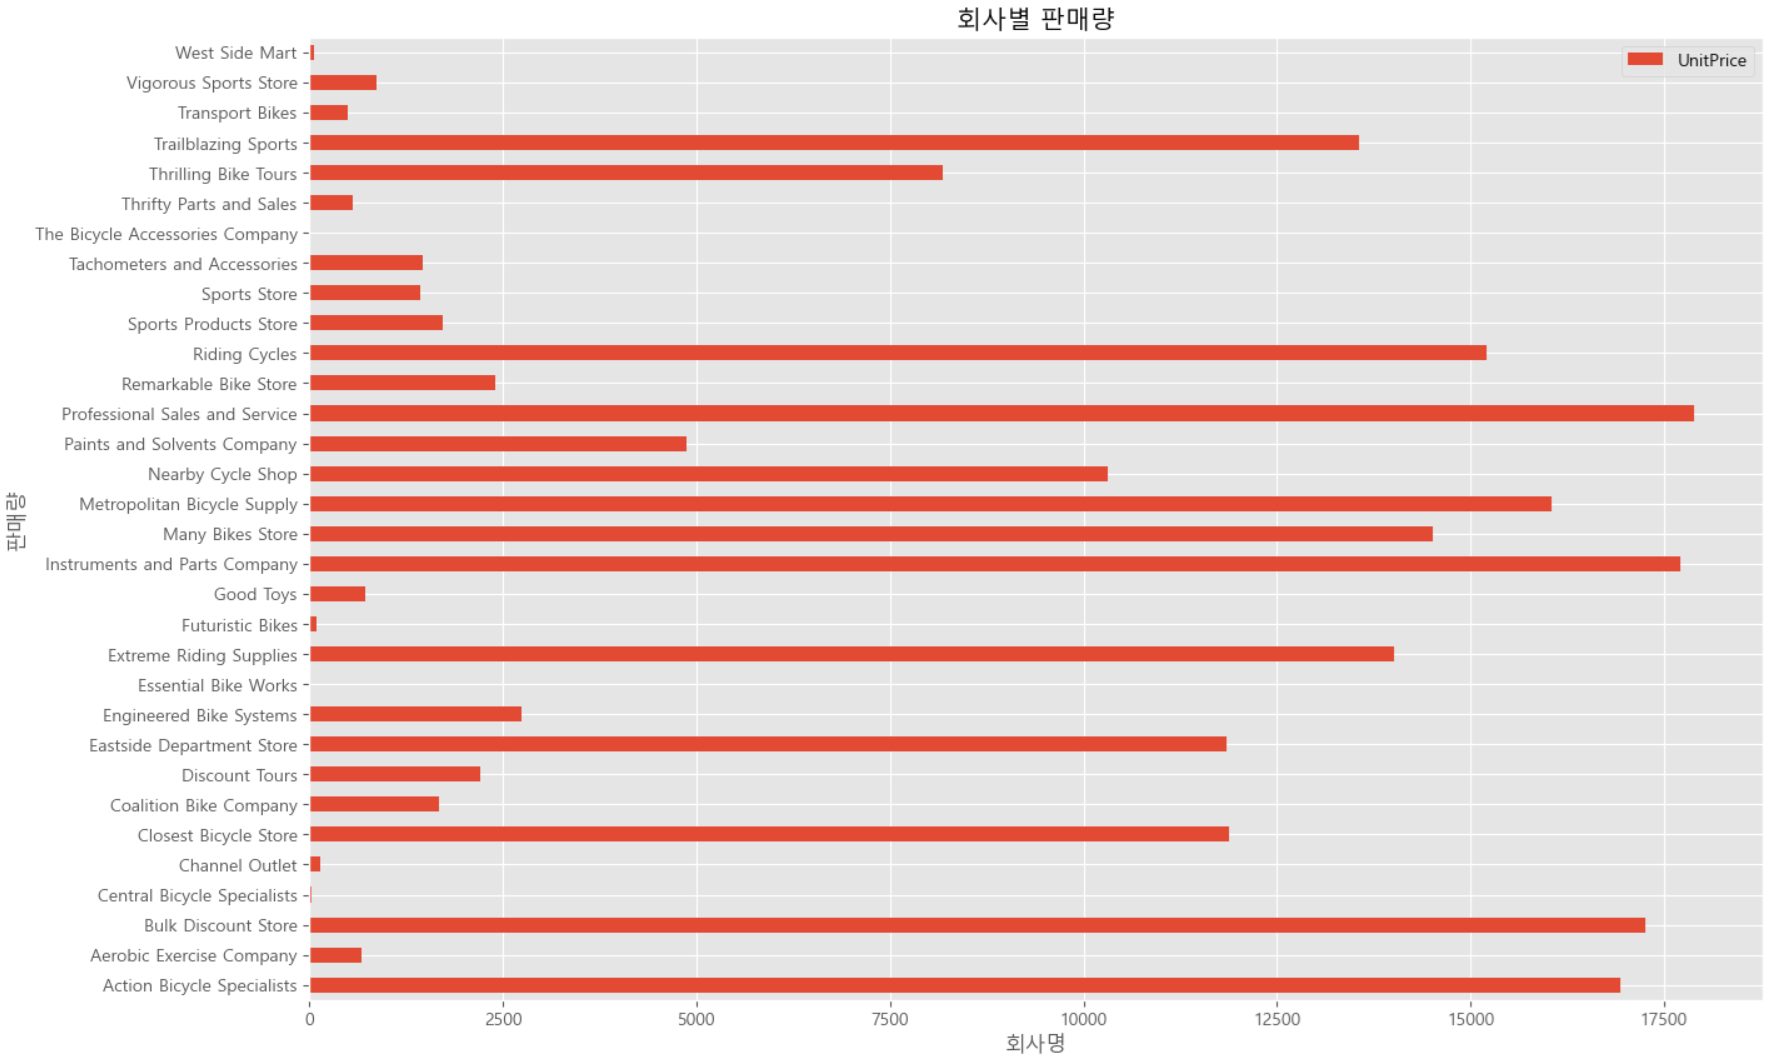 회사별 판매량
UnitPrice
West Side Mart
Vigorous Sports Store
Transport Bikes
Trailblazing Sports
Thrilling Bike Tours
Thrifty Parts and Sales
The Bicycle Accessories Company
Tachometers and Accessories
Sports Store
Sports Products Store
Riding Cycles
Remarkable Bike Store
Professional Sales and Service
Paints and Solvents Company
Nearby Cycle Shop
Metropolitan Bicycle Supply
Many Bikes Store
Instruments and Parts Company
Good Toys
Futuristic Bikes
Extreme Riding Supplies
Essential Bike Works
Engineered Bike Systems
Eastside Department Store
Discount Tours
Coalition Bike Company
Closest Bicycle Store
Channel Outlet
Central Bicycle Specialists
Bulk Discount Store
Aerobic Exercise Company
Action Bicycle Specialists
판매량
0 2500 5000 7500 10000 12500 15000 17500
회사명